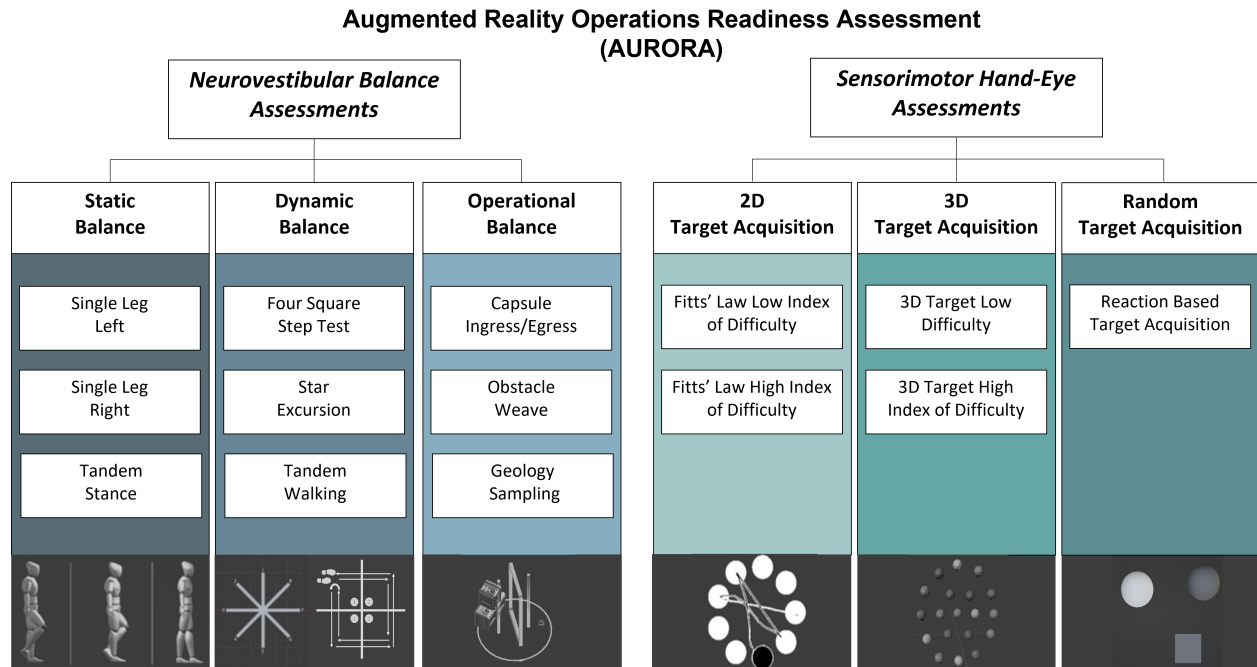 Augmented Reality Operations Readiness Assessment
(AURORA)
Neurovestibular Balance
Assessments
Static
Balance
Single Leg
Left
Single Leg
Right
Tandem
Stance
Dynamic
Balance
Four Square
Step Test
Star
Excursion
Tandem
Walking
Operational
Balance
Capsule
Ingress/Egress
Obstacle
Weave
Geology
Sampling
Sensorimotor Hand-Eye
Assessments
2D
Target Acquisition
Fitts’ Law Low Index
of Difficulty
Fitts’ Law High Index
of Difficulty
3D
Target Acquisition
3D Target Low
Difficulty
3D Target High
Index of Difficulty
Random
Target Acquisition
Reaction Based
Target Acquisition